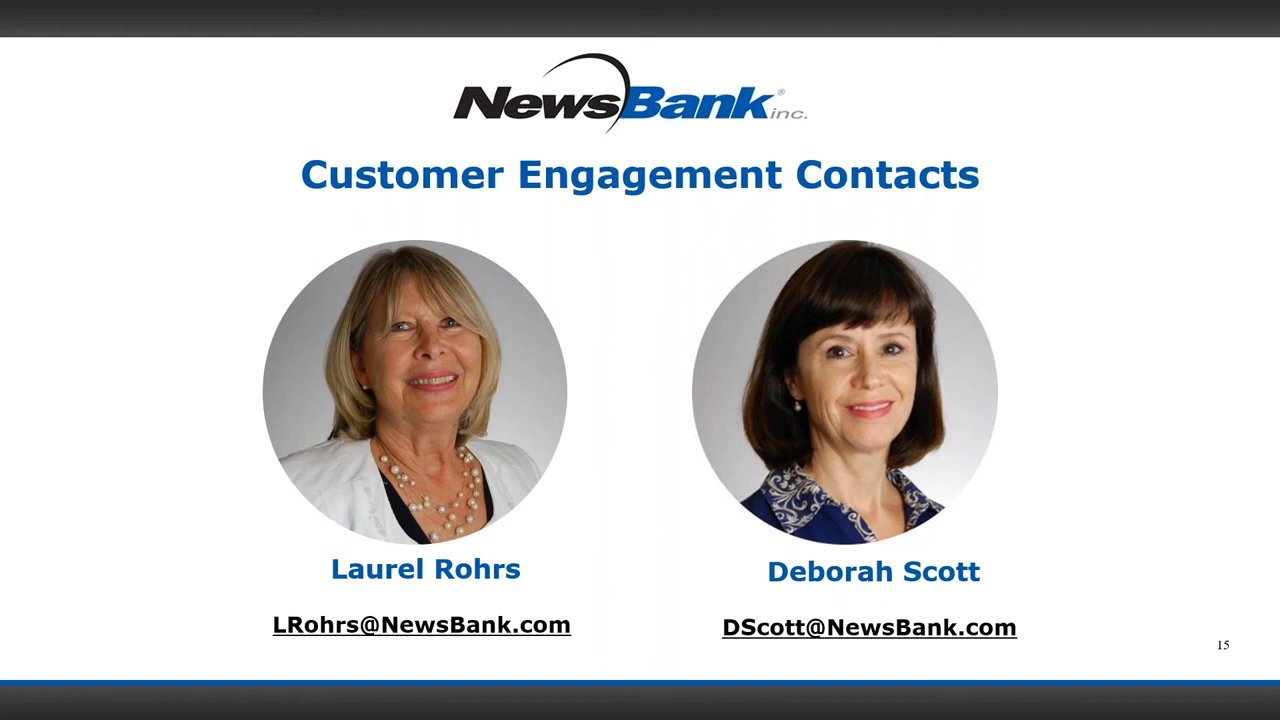 NewsBank® inc.
Customer Engagement Contacts
Laurel Rohrs
Deborah Scott
LRohrs@NewsBank.com
DScott@NewsBank.com
15